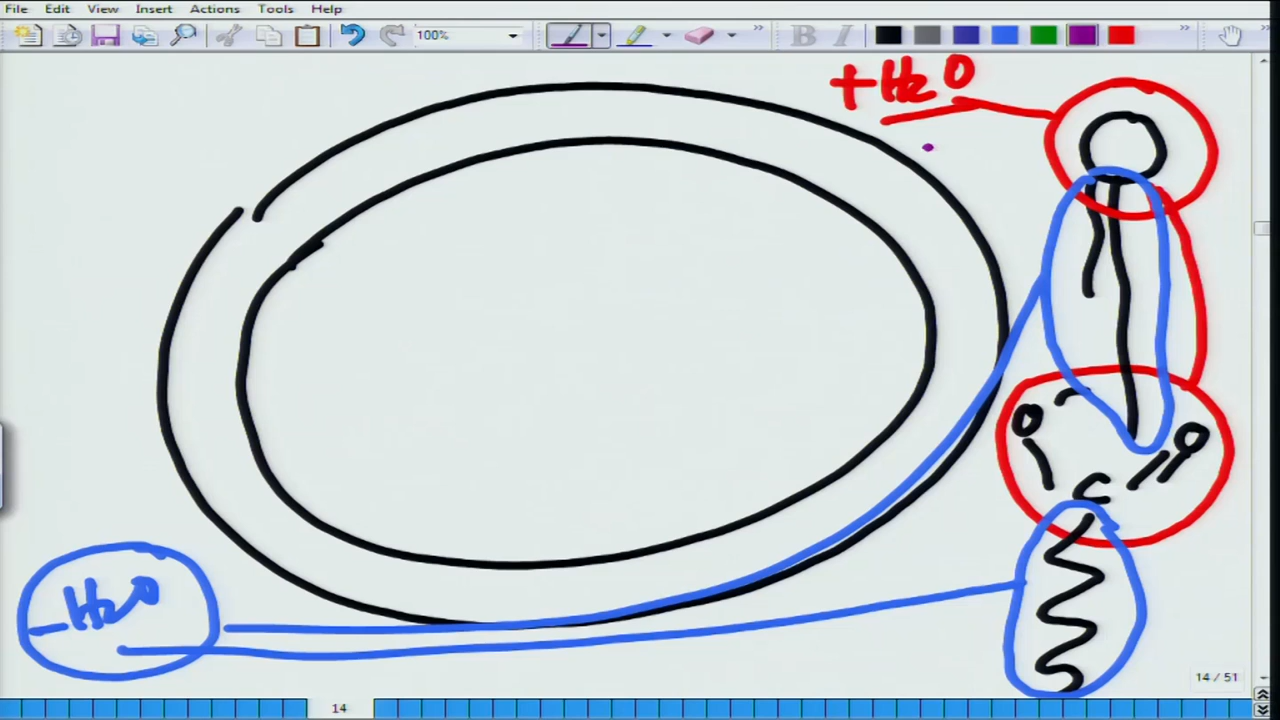 File Edit View Insert Actions Tools Help
100%
B I
+H2O
O O
C
-H2O
14 / 51
14